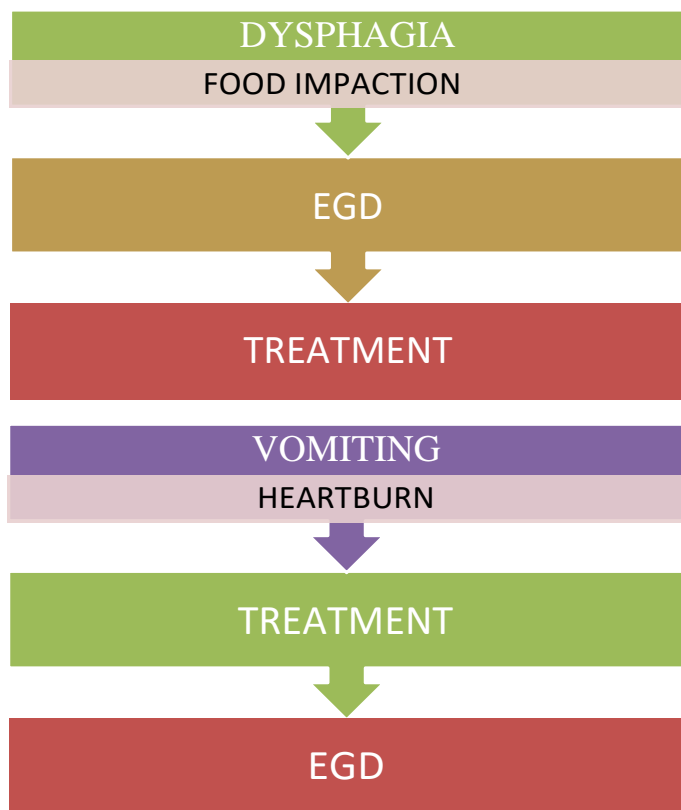 DYSPHAGIA
FOOD IMPACTION
EGD
TREATMENT
VOMITING
HEARTBURN
TREATMENT
EGD